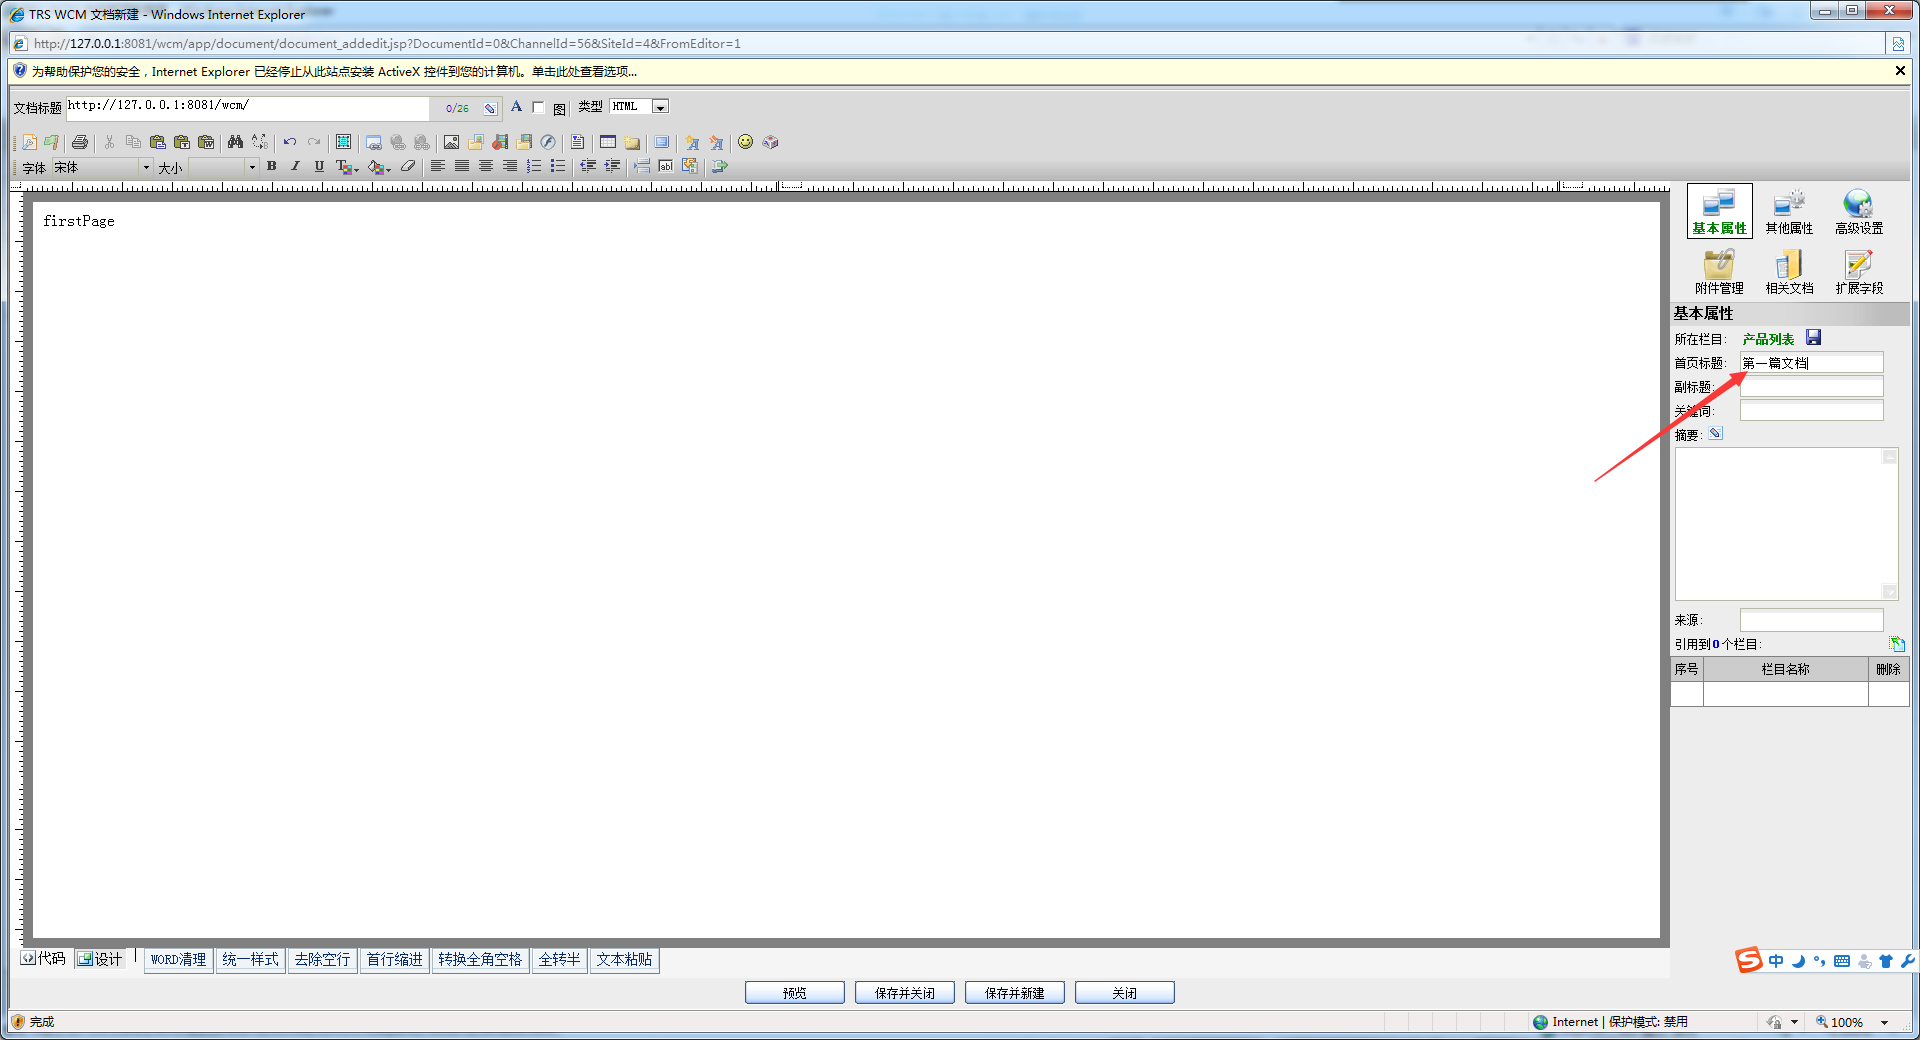 TRS WCM 文档新建 - Windows Internet Explorer
http://127.0.0.1:8081/wcm/app/document/document_addedit.jsp?DocumentId=0&ChannelId=56&SiteId=4&FromEditor=1
为帮助保护您的安全，Internet Explorer 已经停止从此站点安装 ActiveX 控件到您的计算机。单击此处查看选项...
文档标题 http://127.0.0.1:8081/wcm/ 0/26 A 图 类型 HTML
字体 宋体 大小 B I U
firstPage
基本属性 其他属性 高级设置
附件管理 相关文档 扩展字段
基本属性
所在栏目: 产品列表
首页标题: 第一篇文档
副标题:
关键词:
摘要:
来源:
引用到0个栏目:
序号 栏目名称 删除
代码 设计 WORD清理 统一样式 去除空行 首行缩进 转换全角空格 全转半 文本粘贴
中
预览 保存并关闭 保存并新建 关闭
完成 Internet | 保护模式: 禁用 100%